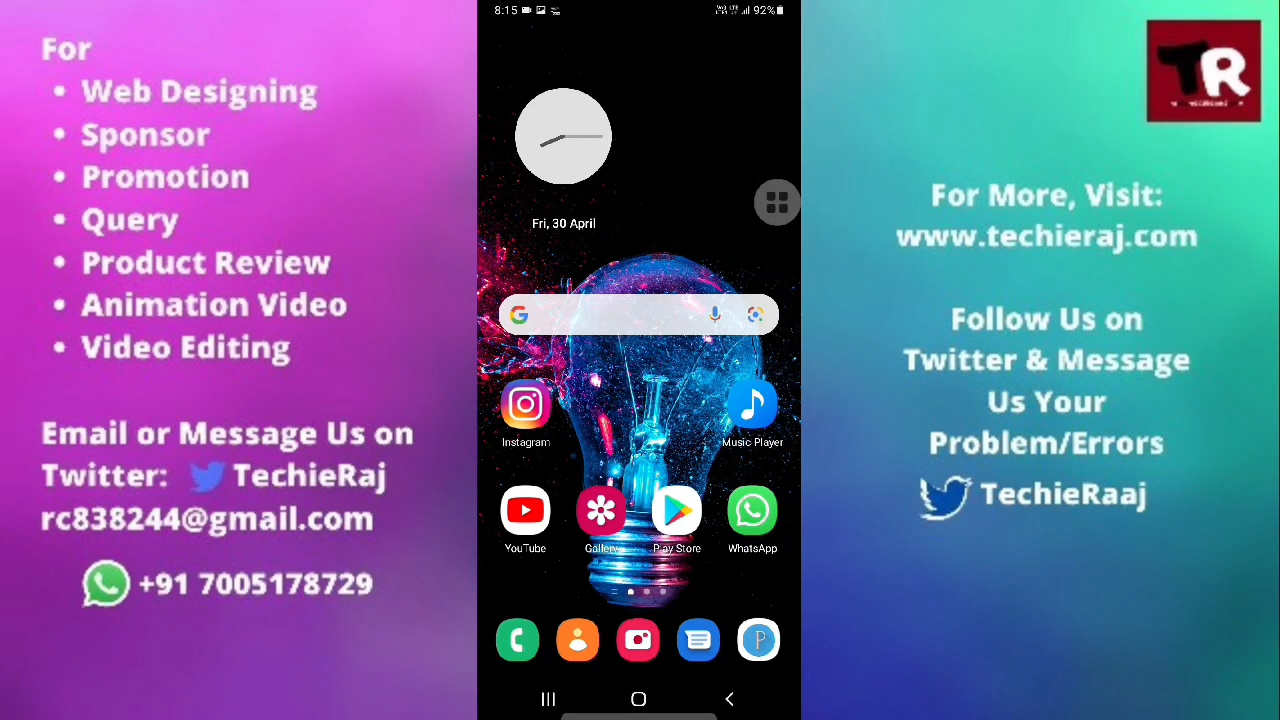 For
• Web Designing
• Sponsor
• Promotion
• Query
• Product Review
• Animation Video
• Video Editing
Email or Message Us on
Twitter: TechieRaj
rc838244@gmail.com
+91 7005178729
8:15
92%
Fri, 30 April
Instagram
Music Player
YouTube
Gallery
Play Store
WhatsApp
TR
For More, Visit:
www.techieraj.com
Follow Us on
Twitter & Message
Us Your
Problem/Errors
TechieRaaj